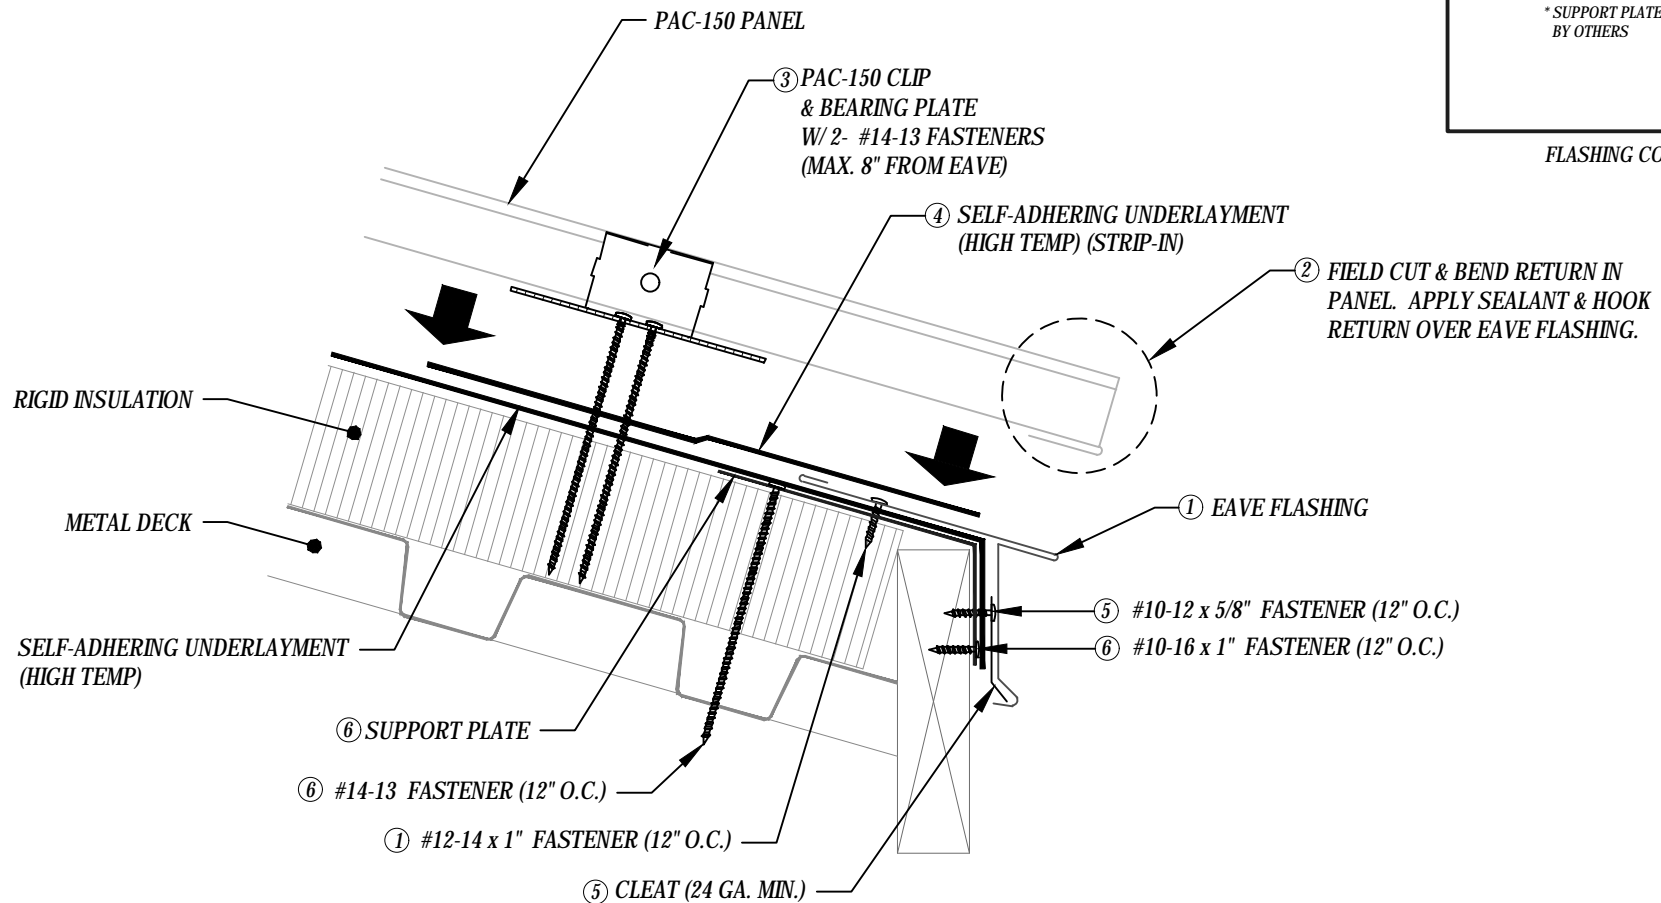 * SUPPORT PLATE
BY OTHERS
FLASHING CO
PAC-150 PANEL
③ PAC-150 CLIP
& BEARING PLATE
W/ 2- #14-13 FASTENERS
(MAX. 8" FROM EAVE)
④ SELF-ADHERING UNDERLAYMENT
(HIGH TEMP) (STRIP-IN)
② FIELD CUT & BEND RETURN IN
PANEL. APPLY SEALANT & HOOK
RETURN OVER EAVE FLASHING.
RIGID INSULATION
① EAVE FLASHING
METAL DECK
⑤ #10-12 x 5/8" FASTENER (12" O.C.)
⑥ #10-16 x 1" FASTENER (12" O.C.)
SELF-ADHERING UNDERLAYMENT
(HIGH TEMP)
⑥ SUPPORT PLATE
⑥ #14-13 FASTENER (12" O.C.)
① #12-14 x 1" FASTENER (12" O.C.)
⑤ CLEAT (24 GA. MIN.)